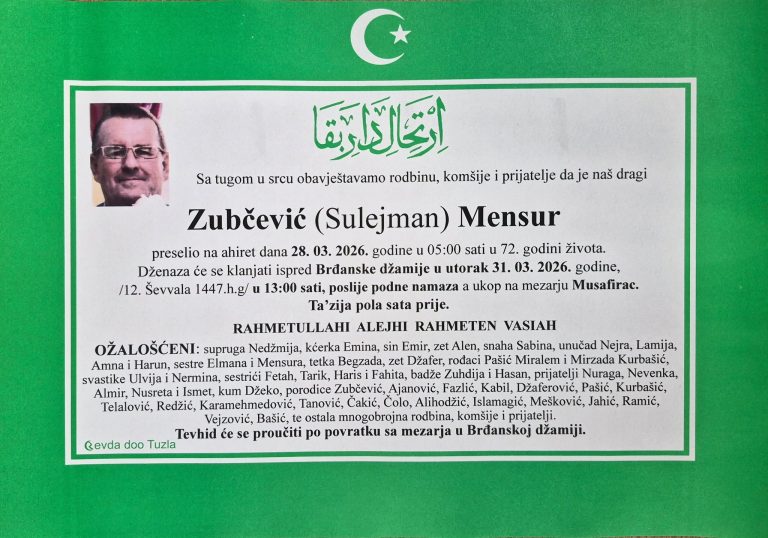 اِرْتِحَالِ دَارِ بَقَا
Sa tugom u srcu obavještavamo rodbinu, komšije i prijatelje da je naš dragi
Zubčević (Sulejman) Mensur
preselio na ahiret dana 28. 03. 2026. godine u 05:00 sati u 72. godini života.
Dženaza će se klanjati ispred Brđanske džamije u utorak 31. 03. 2026. godine,
/12. Ševvala 1447.h.g/ u 13:00 sati, poslije podne namaza a ukop na mezarju Musafirac.
Ta'zija pola sata prije.
RAHMETULLAHI ALEJHI RAHMETEN VASIAH
OŽALOŠĆENI: supruga Nedžmija, kćerka Emina, sin Emir, zet Alen, snaha Sabina, unučad Nejra, Lamija,
Amna i Harun, sestre Elmana i Mensura, tetka Begzada, zet Džafer, rođaci Pašić Miralem i Mirzada Kurbašić,
svastike Ulvija i Nermina, sestrići Fetah, Tarik, Haris i Fahita, badže Zuhdija i Hasan, prijatelji Nuraga, Nevenka,
Almir, Nusreta i Ismet, kum Džeko, porodice Zubčević, Ajanović, Fazlić, Kabil, Džaferović, Pašić, Kurbašić,
Telalović, Redžić, Karamehmedović, Tanović, Čakić, Čolo, Alihodžić, Islamagić, Mešković, Jahić, Ramić,
Vejzović, Bašić, te ostala mnogobrojna rodbina, komšije i prijatelji.
Tevhid će se proučiti po povratku sa mezarja u Brđanskoj džamiji.
Revda doo Tuzla